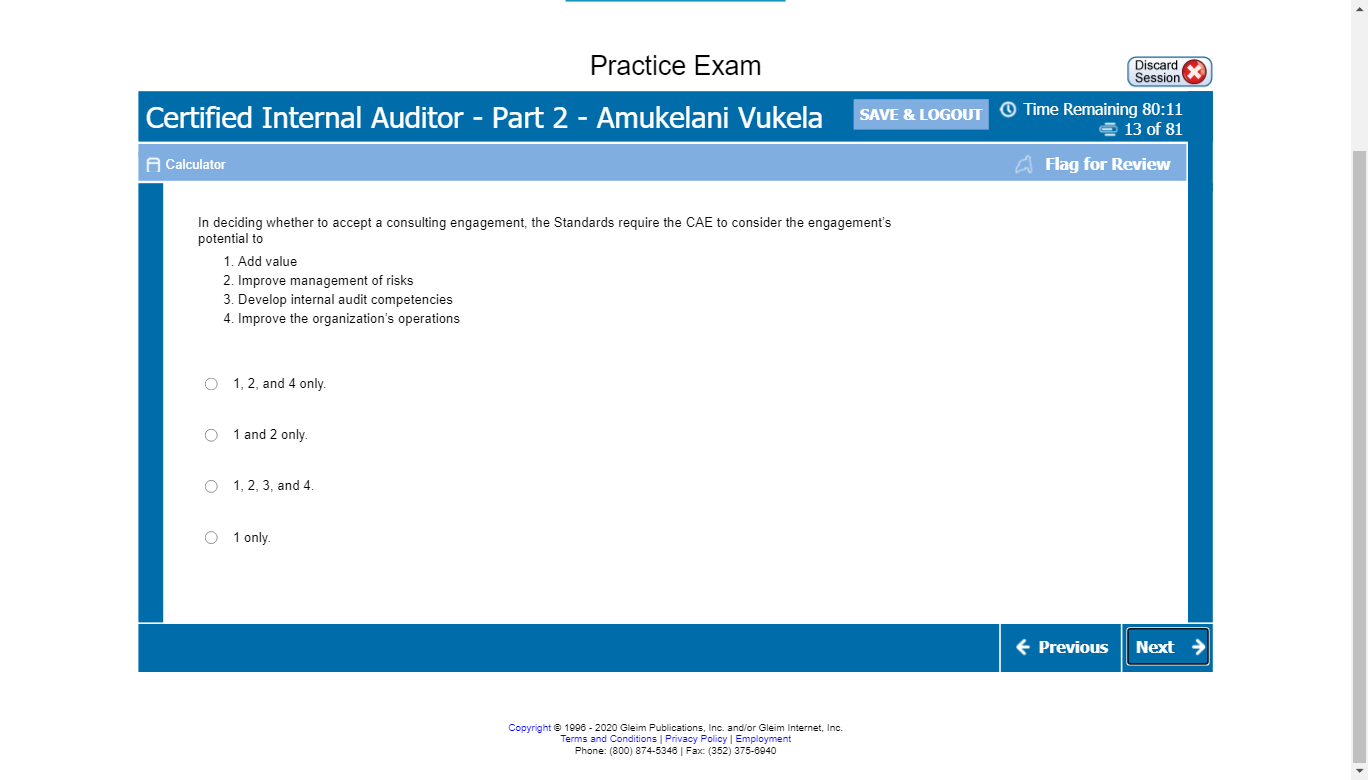 Practice Exam
Discard
Session
Certified Internal Auditor - Part 2 - Amukelani Vukela
SAVE & LOGOUT
Time Remaining 80:11
13 of 81
Calculator
Flag for Review
In deciding whether to accept a consulting engagement, the Standards require the CAE to consider the engagement's
potential to
1. Add value
2. Improve management of risks
3. Develop internal audit competencies
4. Improve the organization's operations
1, 2, and 4 only.
1 and 2 only.
1, 2, 3, and 4.
1 only.
Previous
Next
Copyright © 1996 - 2020 Gleim Publications, Inc. and/or Gleim Internet, Inc.
Terms and Conditions | Privacy Policy | Employment
Phone: (800) 874-5346 | Fax: (352) 375-6940